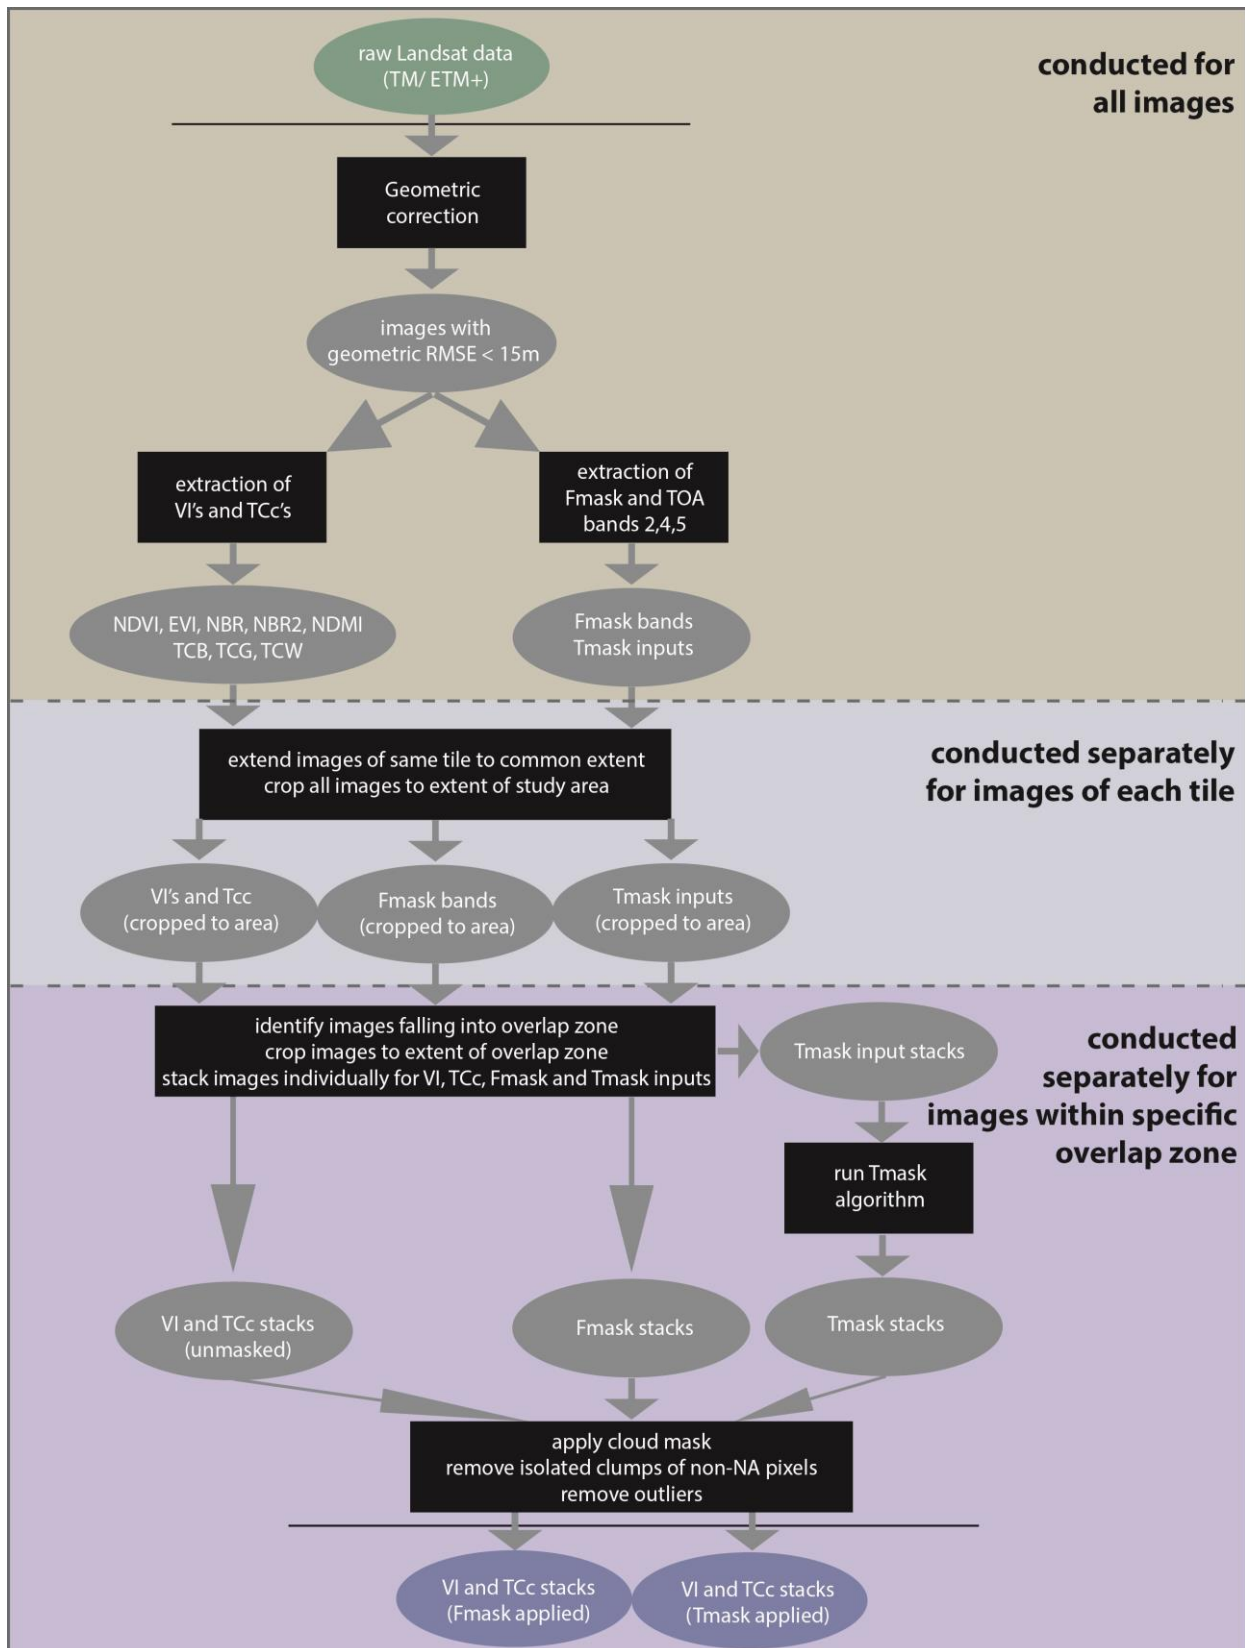 raw Landsat data
(TM/ ETM+)
conducted for
all images
Geometric
correction
images with
geometric RMSE < 15m
extraction of
VI's and TCc's
extraction of
Fmask and TOA
bands 2,4,5
NDVI, EVI, NBR, NBR2, NDMI
TCB, TCG, TCW
Fmask bands
Tmask inputs
conducted separately
for images of each tile
extend images of same tile to common extent
crop all images to extent of study area
VI's and Tcc
(cropped to area)
Fmask bands
(cropped to area)
Tmask inputs
(cropped to area)
identify images falling into overlap zone
crop images to extent of overlap zone
stack images individually for VI, TCc, Fmask and Tmask inputs
Tmask input stacks
conducted
separately for
images within specific
overlap zone
run Tmask
algorithm
VI and TCc stacks
(unmasked)
Fmask stacks
Tmask stacks
apply cloud mask
remove isolated clumps of non-NA pixels
remove outliers
VI and TCc stacks
(Fmask applied)
VI and TCc stacks
(Tmask applied)